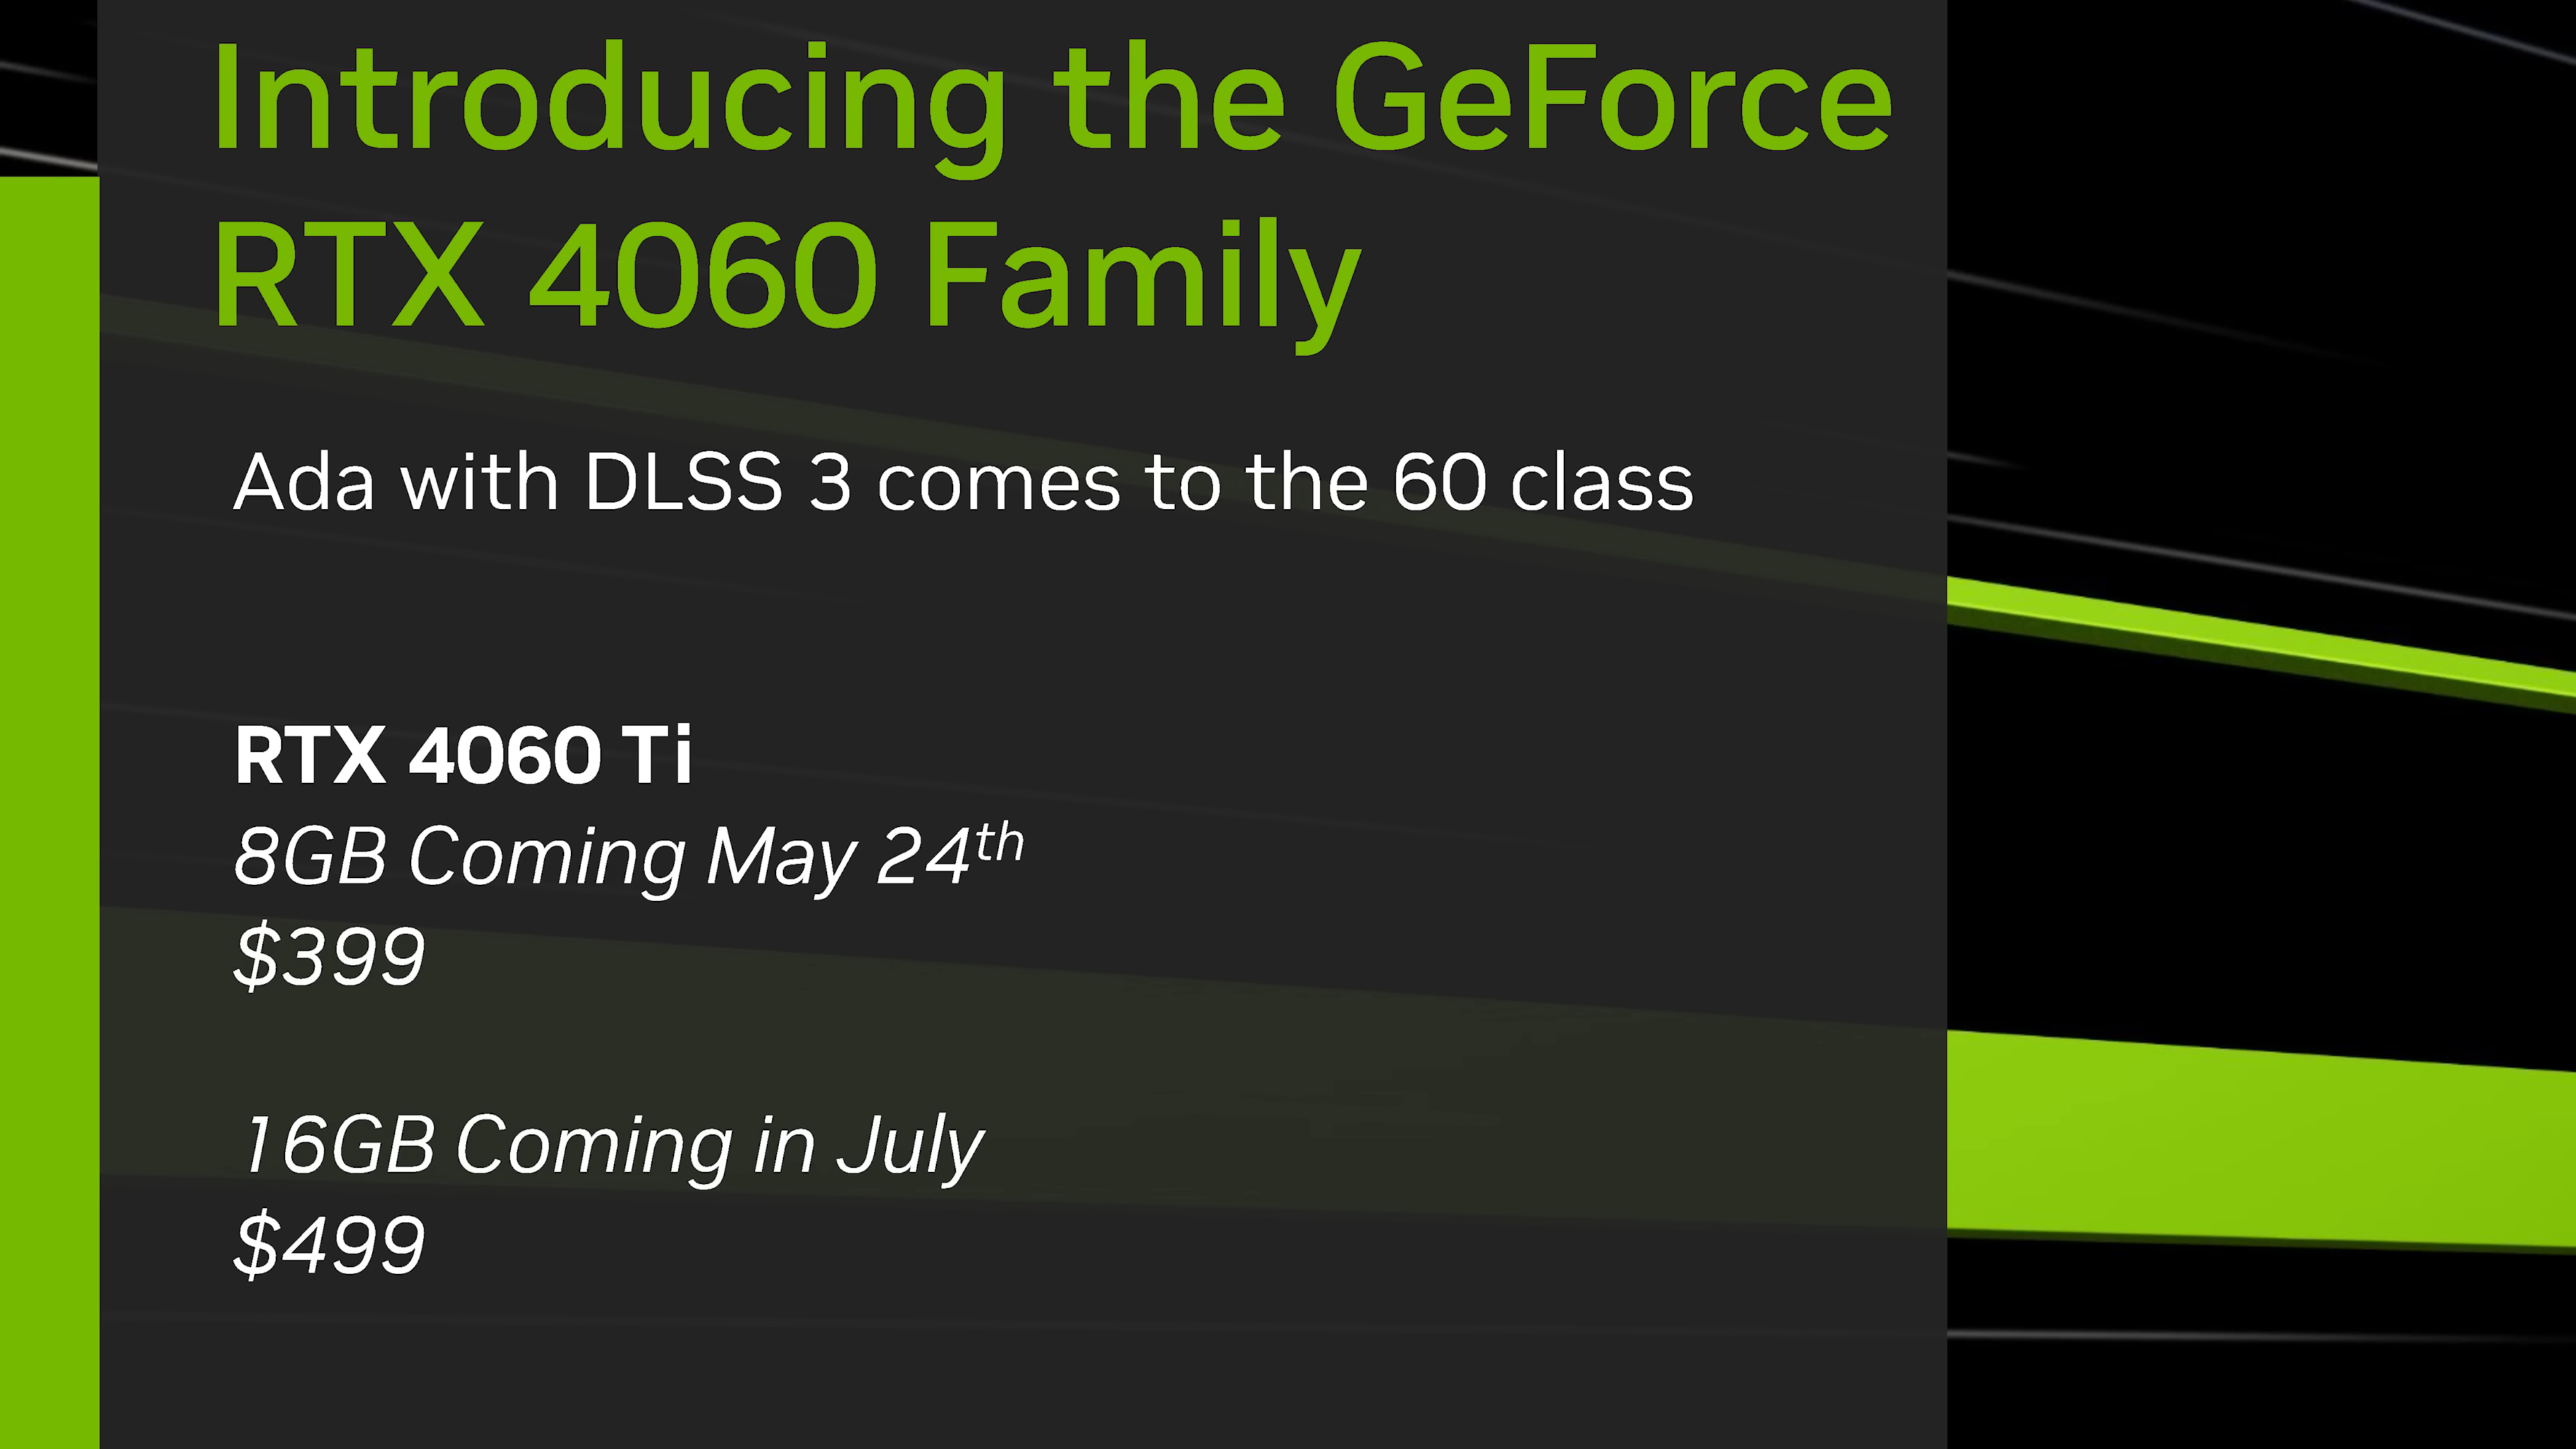 Introducing the GeForce
RTX 4060 Family
Ada with DLSS 3 comes to the 60 class
RTX 4060 Ti
8GB Coming May 24th
$399
16GB Coming in July
$499